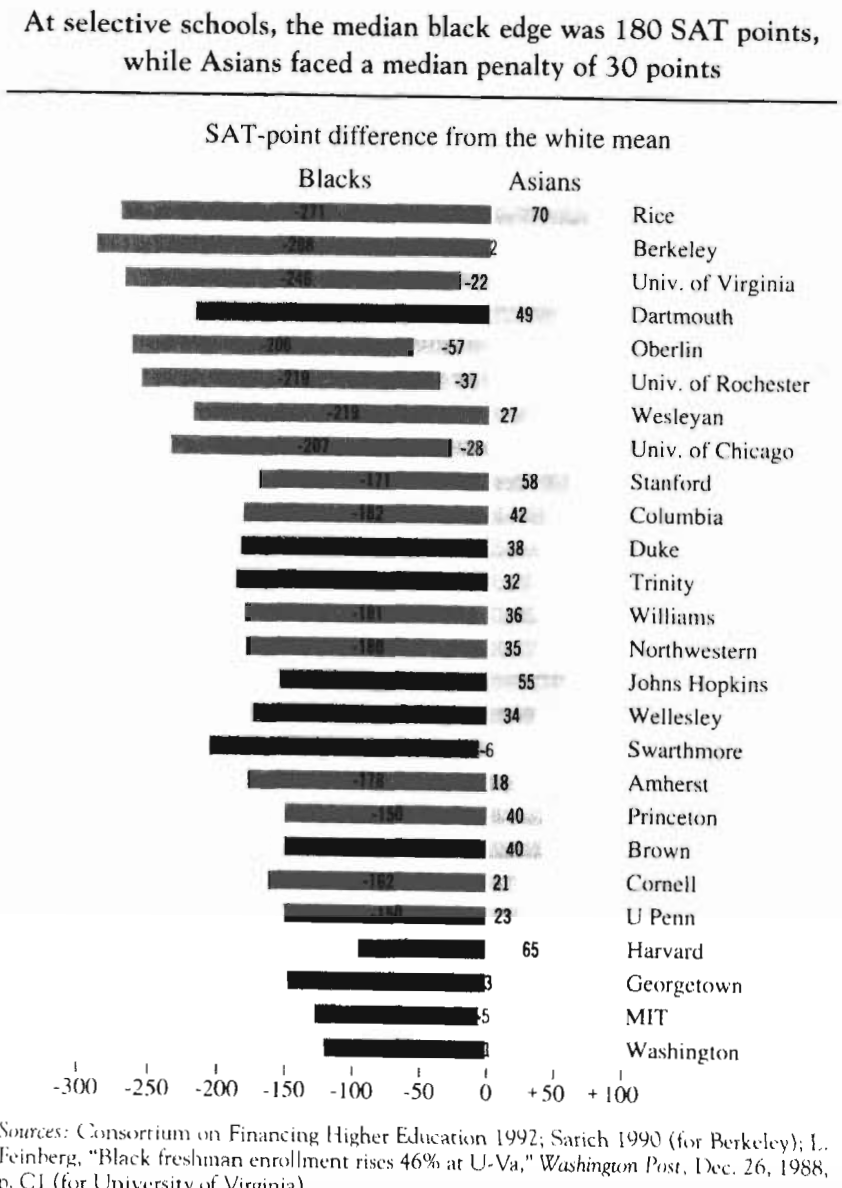 At selective schools, the median black edge was 180 SAT points,
while Asians faced a median penalty of 30 points
SAT-point difference from the white mean
Blacks Asians
-271 70 Rice
-288 2 Berkeley
-246 -22 Univ. of Virginia
49 Dartmouth
-206 -57 Oberlin
-219 -37 Univ. of Rochester
-219 27 Wesleyan
-207 -28 Univ. of Chicago
-171 58 Stanford
-182 42 Columbia
38 Duke
32 Trinity
-181 36 Williams
-180 35 Northwestern
55 Johns Hopkins
34 Wellesley
-6 Swarthmore
-178 18 Amherst
-150 40 Princeton
40 Brown
-162 21 Cornell
-150 23 U Penn
65 Harvard
3 Georgetown
-5 MIT
Washington
-300 -250 -200 -150 -100 -50 0 +50 +100
Sources: Consortium on Financing Higher Education 1992; Sarich 1990 (for Berkeley); L.
Feinberg, "Black freshman enrollment rises 46% at U-Va," Washington Post, Dec. 26, 1988,
p. C1 (for University of Virginia)